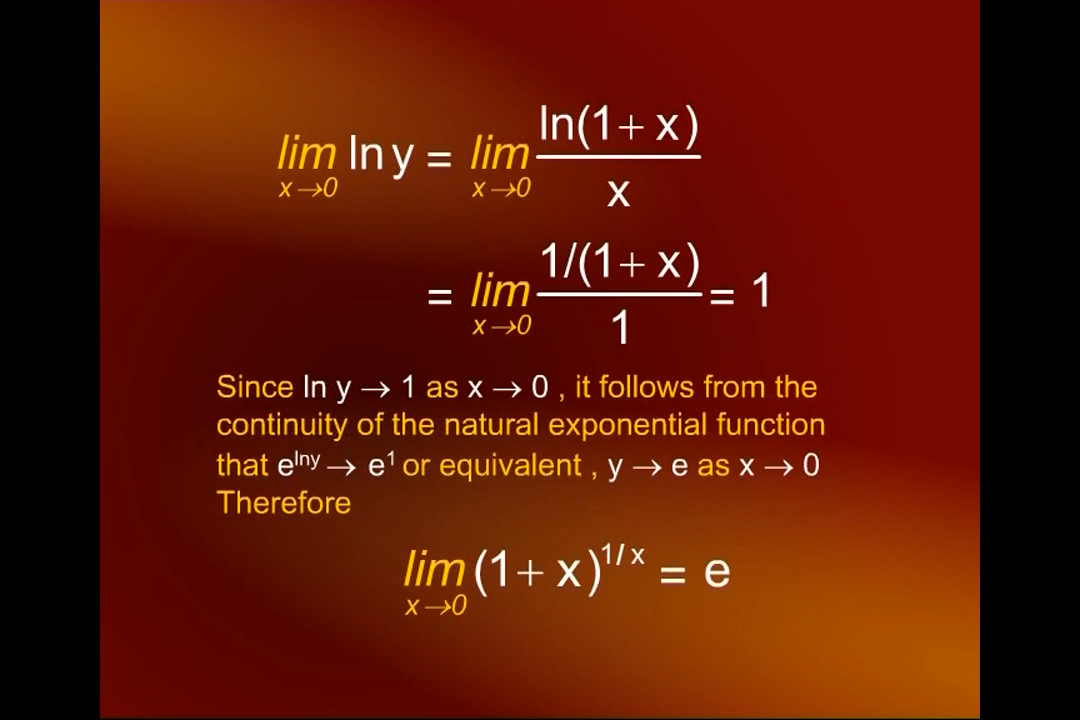 lim x→0 ln y = lim x→0 ln(1+ x) / x
= lim x→0 1/(1+ x) / 1 = 1
Since ln y → 1 as x → 0 , it follows from the
continuity of the natural exponential function
that e^lny → e^1 or equivalent , y → e as x → 0
Therefore
lim x→0 (1+ x)^1/x = e